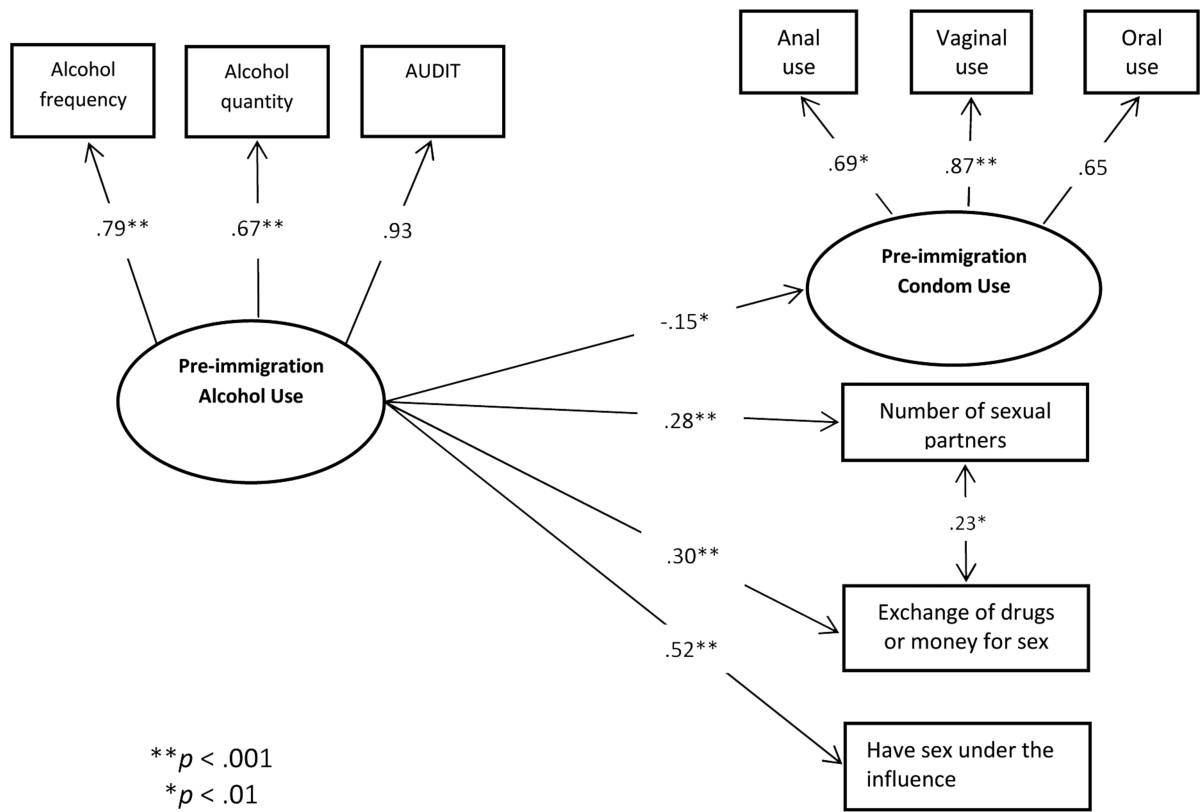 Alcohol
frequency
Alcohol
quantity
AUDIT
Anal
use
Vaginal
use
Oral
use
.79**
.67**
.93
.69*
.87**
.65
Pre-immigration
Alcohol Use
Pre-immigration
Condom Use
-.15*
.28**
.30**
.52**
Number of sexual
partners
.23*
Exchange of drugs
or money for sex
Have sex under the
influence
**p < .001
*p < .01